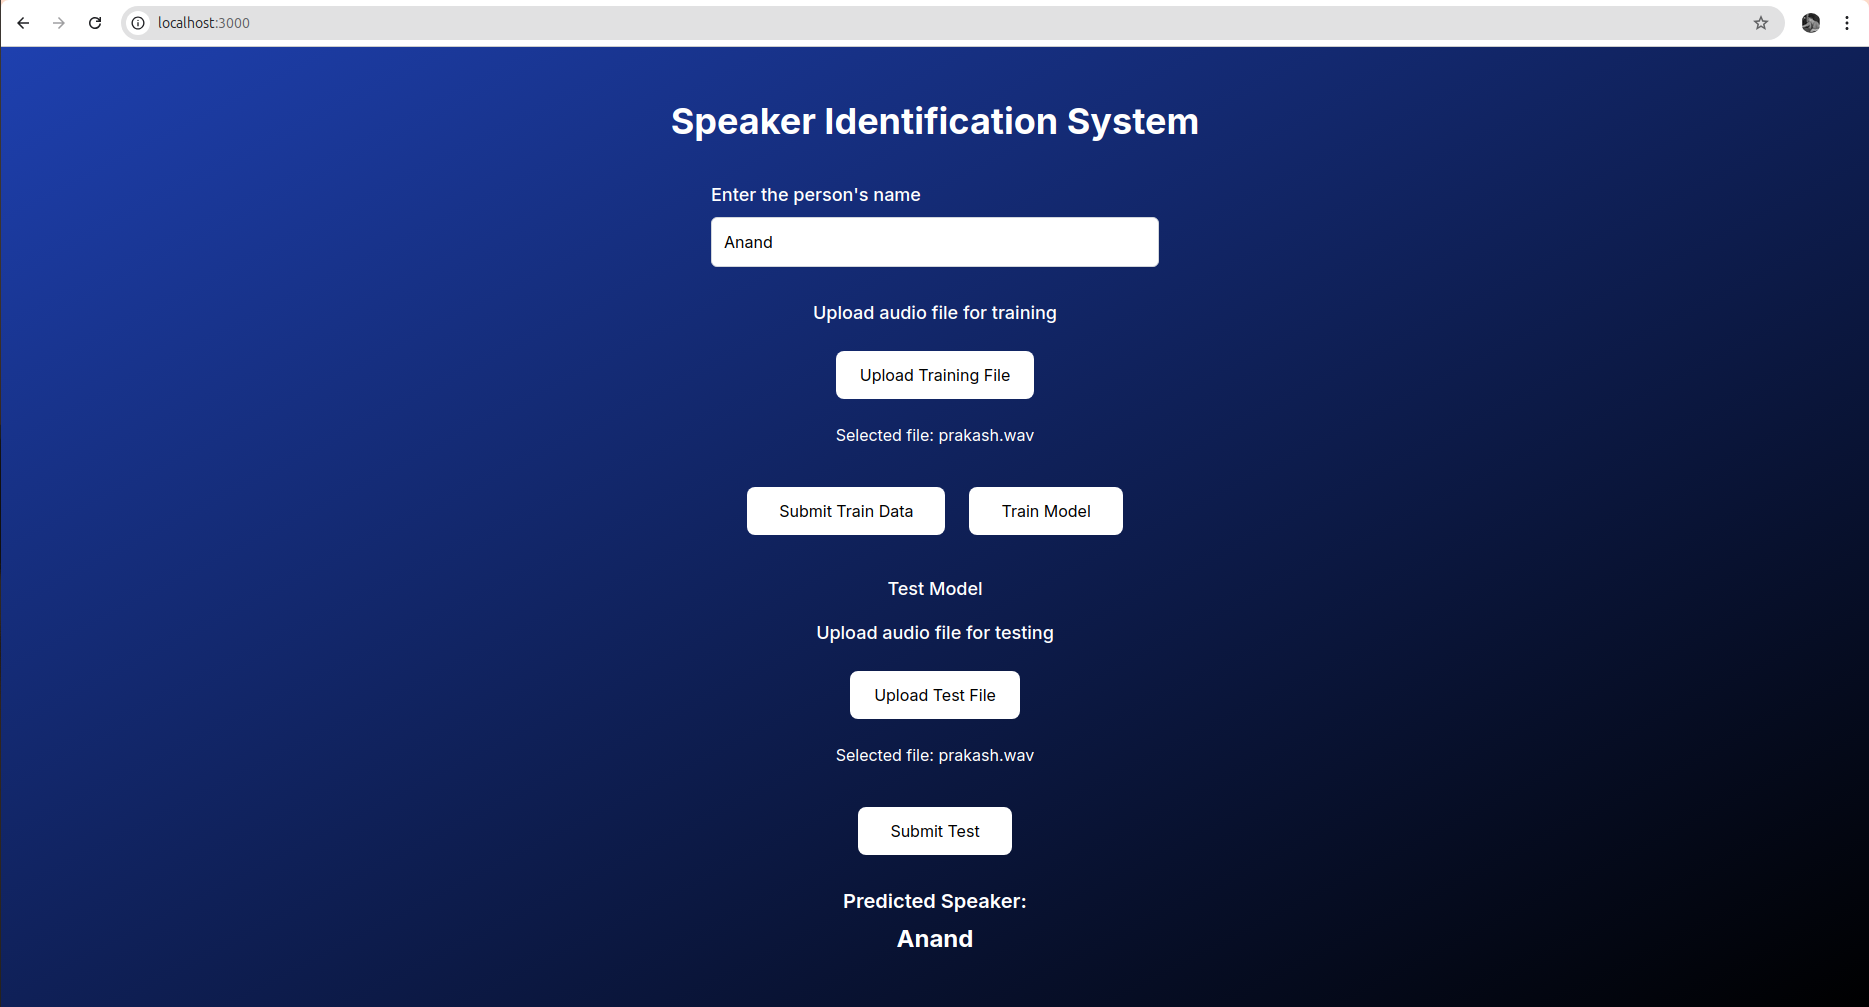 localhost:3000
Speaker Identification System
Enter the person's name
Anand
Upload audio file for training
Upload Training File
Selected file: prakash.wav
Submit Train Data Train Model
Test Model
Upload audio file for testing
Upload Test File
Selected file: prakash.wav
Submit Test
Predicted Speaker:
Anand